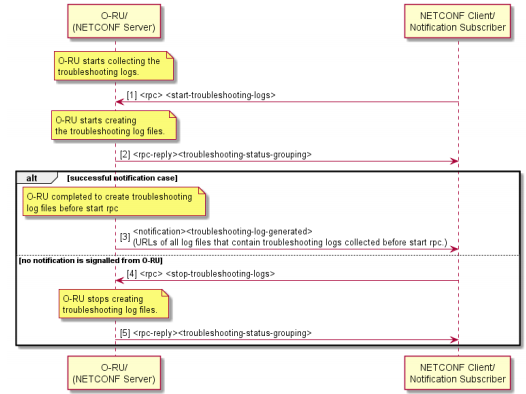 O-RU/
(NETCONF Server)
NETCONF Client/
Notification Subscriber
O-RU starts collecting the
troubleshooting logs.
[1] <rpc> <start-troubleshooting-logs>
O-RU starts creating
the troubleshooting log files.
[2] <rpc-reply><troubleshooting-status-grouping>
alt [successful notification case]
O-RU completed to create troubleshooting
log files before start rpc
[3] <notification><troubleshooting-log-generated>
(URLs of all log files that contain troubleshooting logs collected before start rpc.)
[no notification is signalled from O-RU]
[4] <rpc> <stop-troubleshooting-logs>
O-RU stops creating
troubleshooting log files.
[5] <rpc-reply><troubleshooting-status-grouping>
O-RU/
(NETCONF Server)
NETCONF Client/
Notification Subscriber